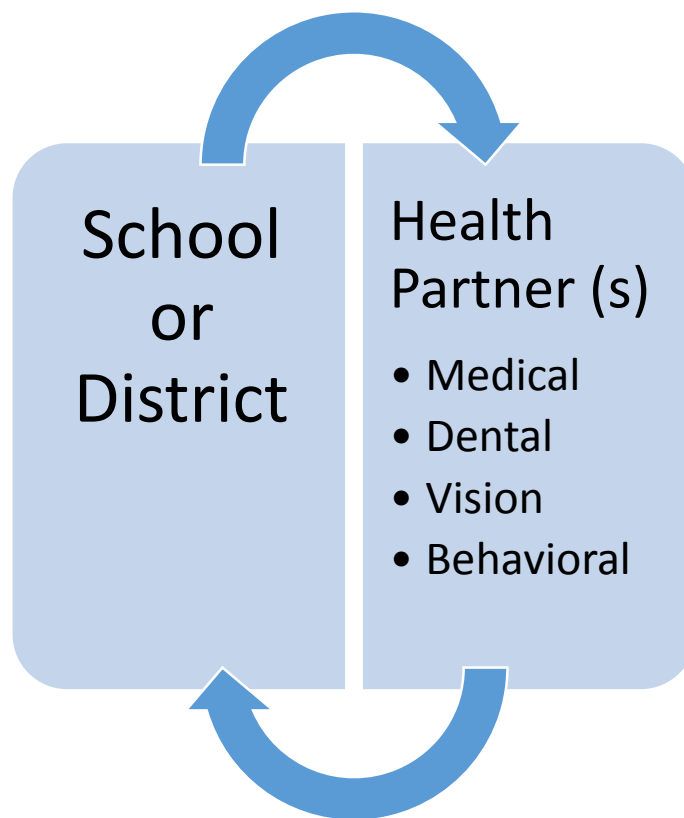 School
or
District
Health
Partner (s)
• Medical
• Dental
• Vision
• Behavioral